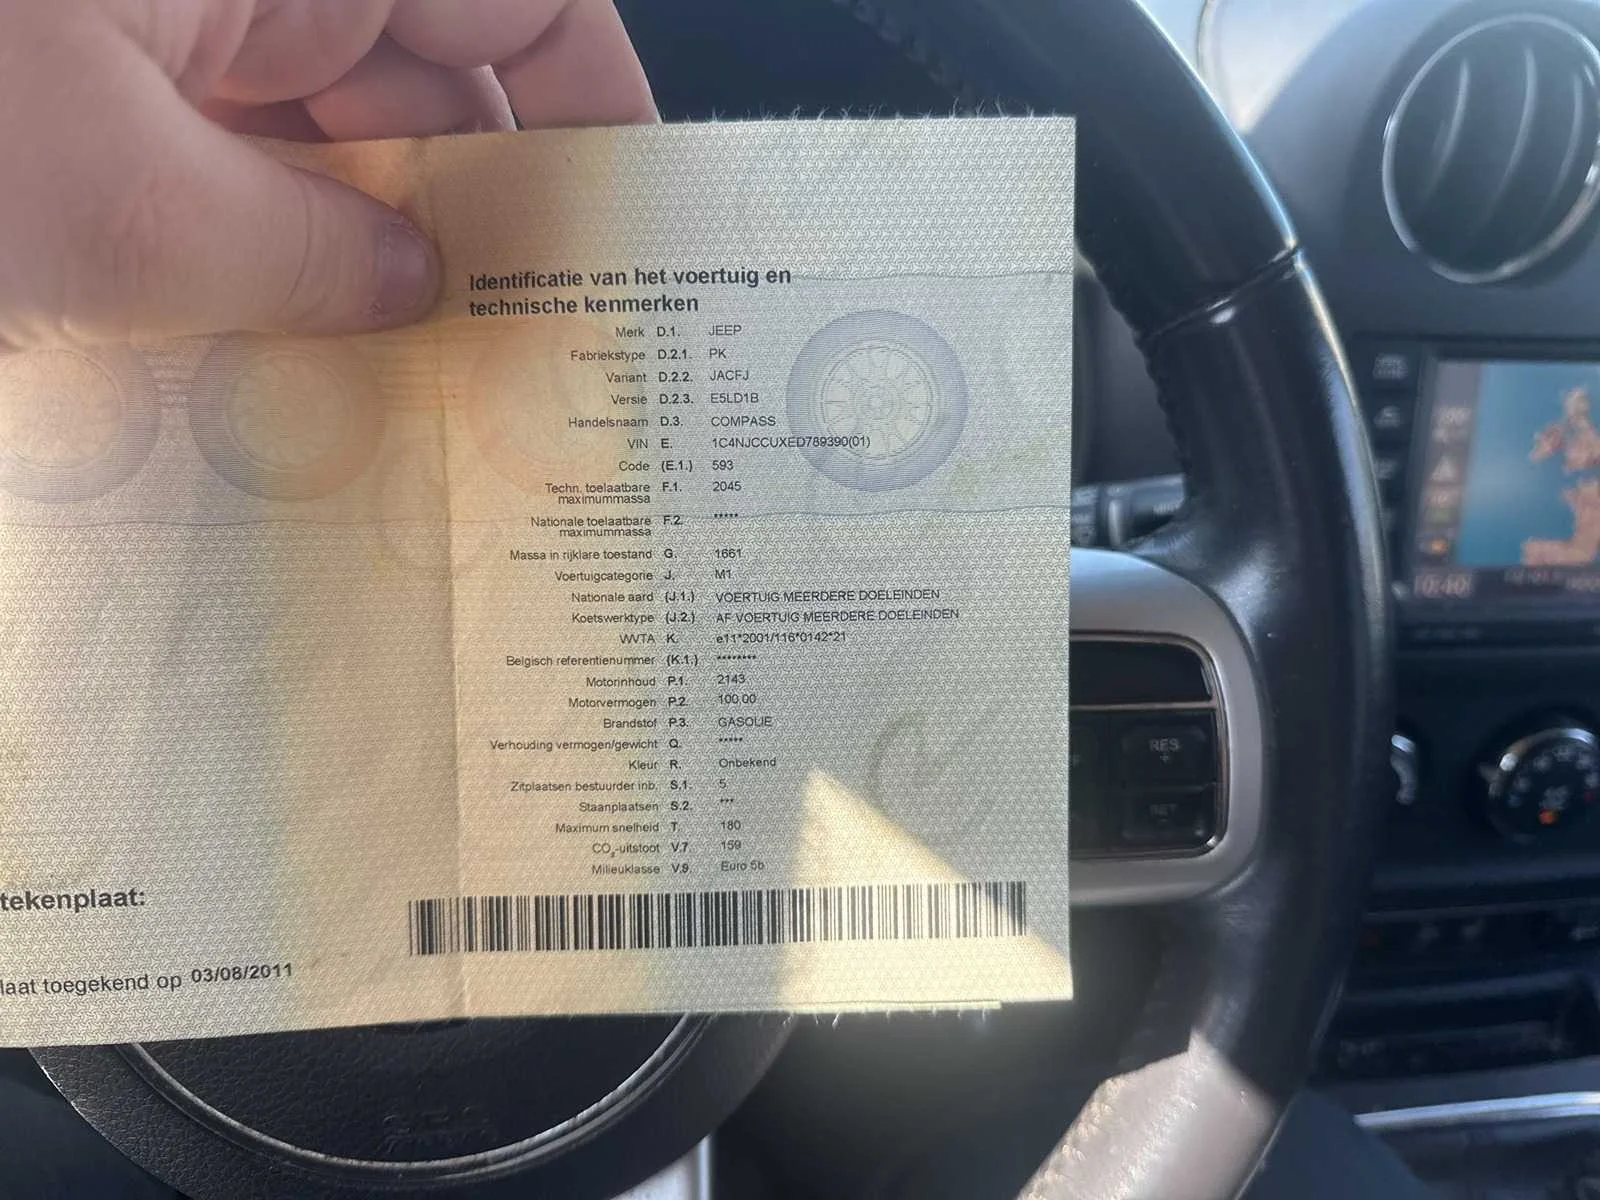 Identificatie van het voertuig en
technische kenmerken
Merk D.1. JEEP
Fabriekstype D.2.1. PK
Variant D.2.2. JACFJ
Versie D.2.3. E5LD1B
Handelsnaam D.3. COMPASS
VIN E. 1C4NJCCUXED789390(01)
Code (E.1.) 593
Techn. toelaatbare F.1. 2045
maximummassa
Nationale toelaatbare F.2. *****
maximummassa
Massa in rijklare toestand G. 1661
Voertuigcategorie J. M1
Nationale aard (J.1.) VOERTUIG MEERDERE DOELEINDEN
Koetswerktype (J.2.) AF VOERTUIG MEERDERE DOELEINDEN
WVTA K. e11*2001/116*0142*21
Belgisch referentienummer (K.1.) ********
Motorinhoud P.1. 2143
Motorvermogen P.2. 100,00
Brandstof P.3. GASOLIE
Verhouding vermogen/gewicht Q. *****
Kleur R. Onbekend
Zitplaatsen bestuurder inb. S.1. 5
Staanplaatsen S.2. ***
Maximum snelheid T. 180
CO₂-uitstoot V.7. 159
Milieuklasse V.9. Euro 5b
tekenplaat:
laat toegekend op 03/08/2011
RES
+
10:40